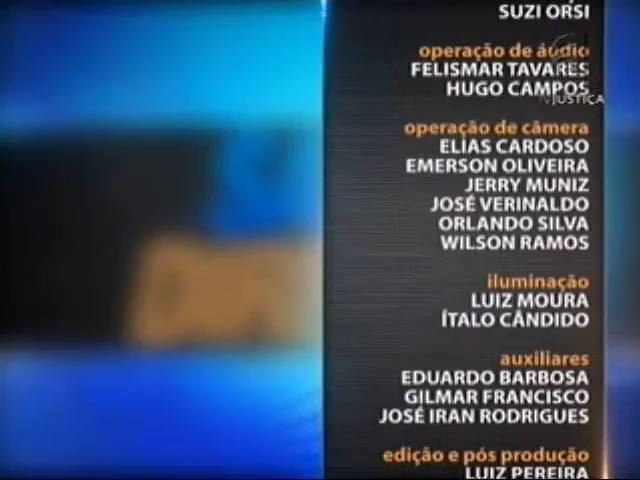 SUZI ORSI
operação de áudio
FELISMAR TAVARES
HUGO CAMPOS
JUSTIÇA
operação de câmera
ELIAS CARDOSO
EMERSON OLIVEIRA
JERRY MUNIZ
JOSÉ VERINALDO
ORLANDO SILVA
WILSON RAMOS
iluminação
LUIZ MOURA
ÍTALO CÂNDIDO
auxiliares
EDUARDO BARBOSA
GILMAR FRANCISCO
JOSÉ IRAN RODRIGUES
edição e pós produção
LUIZ PEREIRA